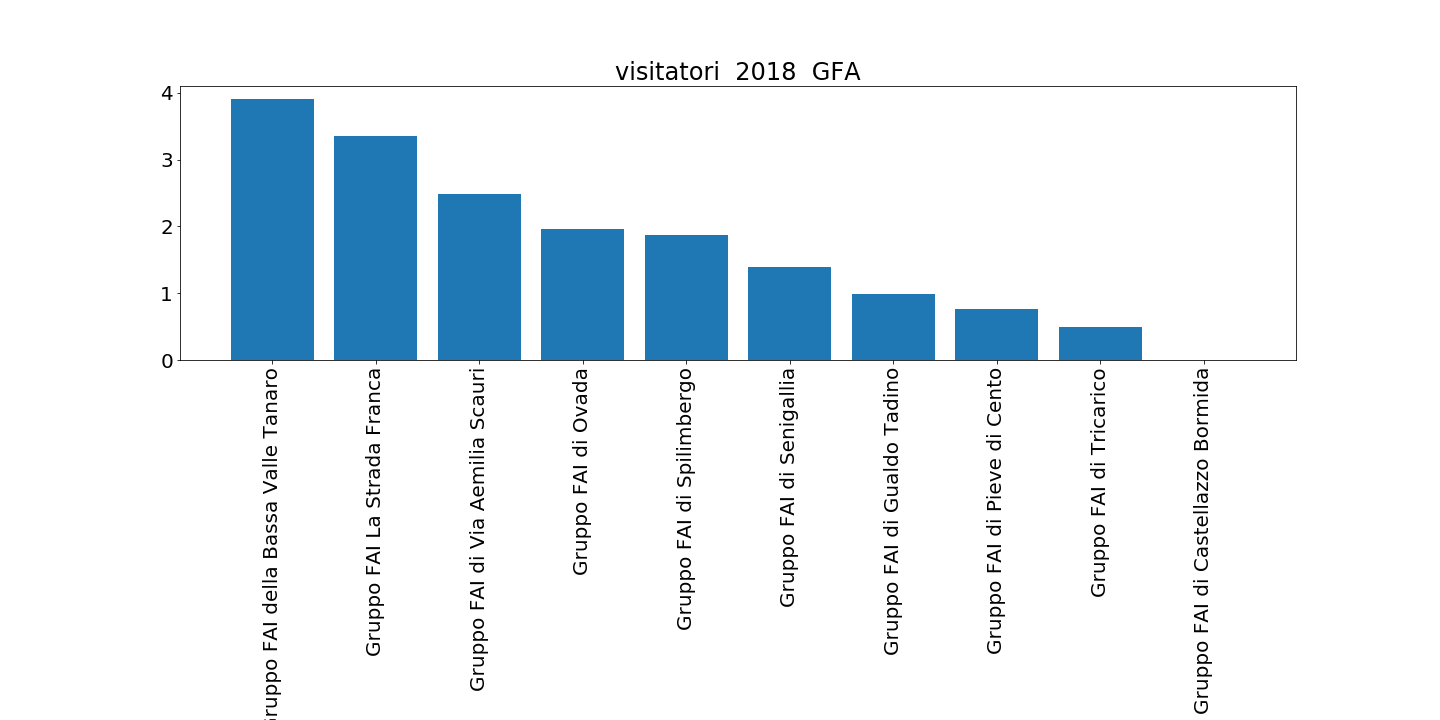 visitatori 2018 GFA
4
3
2
1
0
ruppo FAI della Bassa Valle Tanaro
Gruppo FAI La Strada Franca
Gruppo FAI di Via Aemilia Scauri
Gruppo FAI di Ovada
Gruppo FAI di Spilimbergo
Gruppo FAI di Senigallia
Gruppo FAI di Gualdo Tadino
Gruppo FAI di Pieve di Cento
Gruppo FAI di Tricarico
Gruppo FAI di Castellazzo Bormida